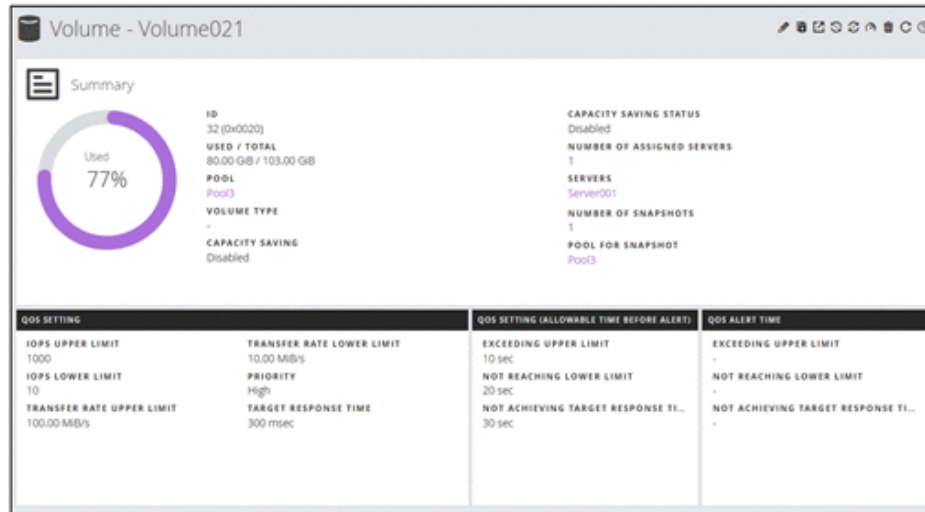 Volume - Volume021
Summary
Used
77%
ID
32 (0x0020)
USED / TOTAL
80.00 GiB / 103.00 GiB
POOL
Pool3
VOLUME TYPE
-
CAPACITY SAVING
Disabled
CAPACITY SAVING STATUS
Disabled
NUMBER OF ASSIGNED SERVERS
1
SERVERS
Server001
NUMBER OF SNAPSHOTS
1
POOL FOR SNAPSHOT
Pool3
QOS SETTING
IOPS UPPER LIMIT
1000
IOPS LOWER LIMIT
10
TRANSFER RATE UPPER LIMIT
100.00 MiB/s
TRANSFER RATE LOWER LIMIT
10.00 MiB/s
PRIORITY
High
TARGET RESPONSE TIME
300 msec
QOS SETTING (ALLOWABLE TIME BEFORE ALERT)
EXCEEDING UPPER LIMIT
10 sec
NOT REACHING LOWER LIMIT
20 sec
NOT ACHIEVING TARGET RESPONSE TI...
30 sec
QOS ALERT TIME
EXCEEDING UPPER LIMIT
-
NOT REACHING LOWER LIMIT
-
NOT ACHIEVING TARGET RESPONSE TI...
-